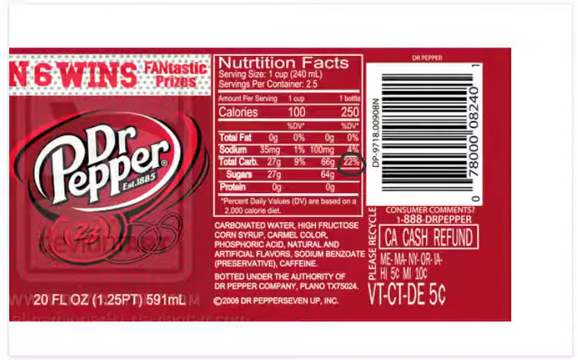 N 6 WINS FANtastic
Prizes
Dr
Pepper®
Est.1885
23
20 FL OZ (1.25PT) 591mL
Nutrtition Facts
Serving Size: 1 cup (240 mL)
Servings Per Container: 2.5
Amount Per Serving 1 cup 1 bottle
Calories 100 250
%DV* %DV*
Total Fat 0g 0% 0g 0%
Sodium 35mg 1% 100mg 4%
Total Carb. 27g 9% 66g 22%
Sugars 27g 64g
Protein 0g 0g
*Percent Daily Values (DV) are based on a
2,000 calorie diet.
CARBONATED WATER, HIGH FRUCTOSE
CORN SYRUP, CARMEL COLOR,
PHOSPHORIC ACID, NATURAL AND
ARTIFICIAL FLAVORS, SODIUM BENZOATE
(PRESERVATIVE), CAFFEINE.
BOTTED UNDER THE AUTHORITY OF
DR PEPPER COMPANY, PLANO TX75024.
©2008 DR PEPPERSEVEN UP, INC.
DR PEPPER
DP-9718.00908N
0 78000 08240 1
PLEASE RECYCLE
CONSUMER COMMENTS?
1-888-DRPEPPER
CA CASH REFUND
ME- MA- NY- OR- IA-
HI 5¢ MI 10¢
VT-CT-DE 5¢